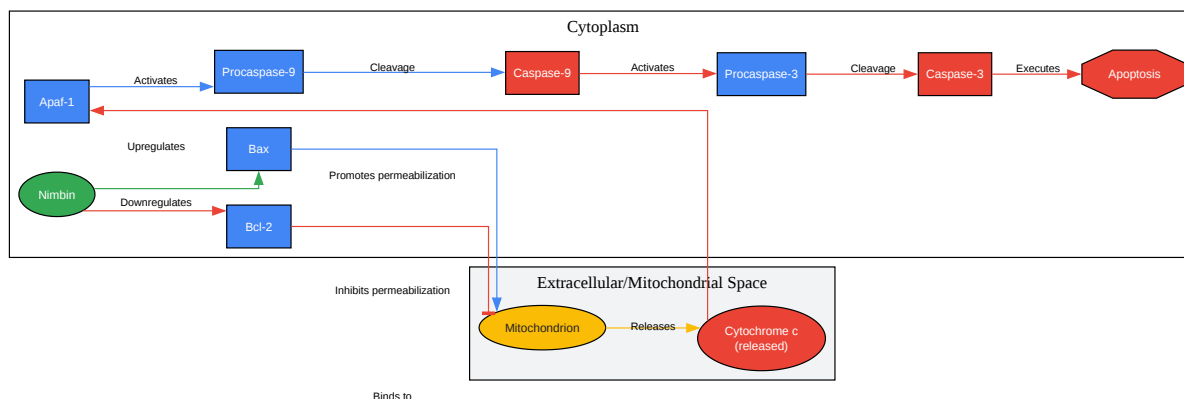 Cytoplasm
Procaspase-9
Cleavage
Caspase-9
Activates
Procaspase-3
Cleavage
Caspase-3
Executes
Apoptosis
Activates
Apaf-1
Upregulates
Bax
Promotes permeabilization
Nimbin
Downregulates
Bcl-2
Extracellular/Mitochondrial Space
Inhibits permeabilization
Mitochondrion
Releases
Cytochrome c
(released)
Binds to